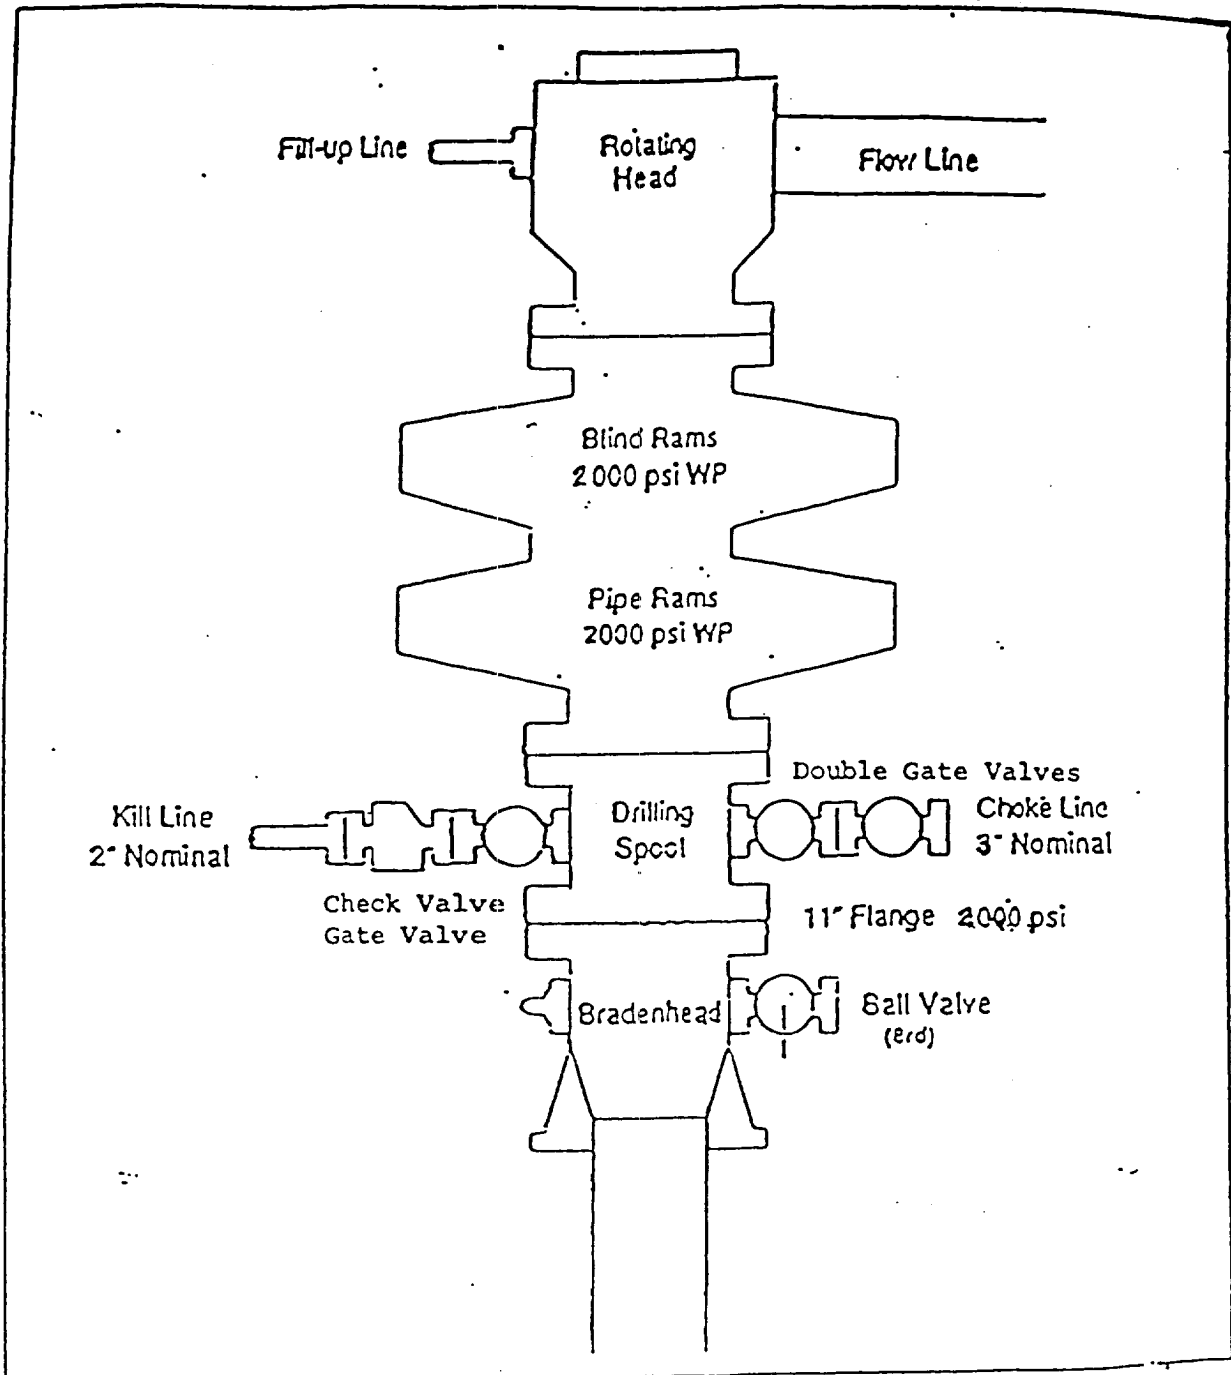 Fill-up Line
Rotating
Head
Flow Line
Blind Rams
2000 psi WP
Pipe Rams
2000 psi WP
Double Gate Valves
Kill Line
2" Nominal
Drilling
Spool
Choke Line
3" Nominal
Check Valve
Gate Valve
11" Flange 2000 psi
Bradenhead
Ball Valve